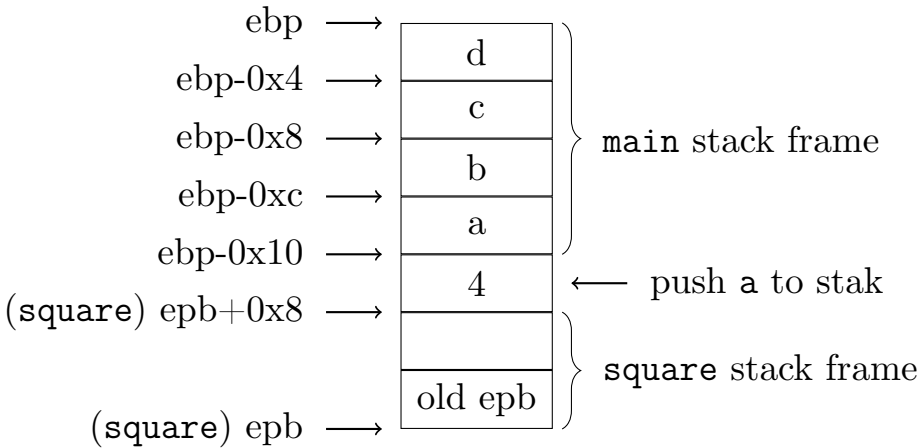 ebp
d
ebp-0x4
c
ebp-0x8
main stack frame
b
ebp-0xc
a
ebp-0x10
4
push a to stak
(square) epb+0x8
square stack frame
old epb
(square) epb